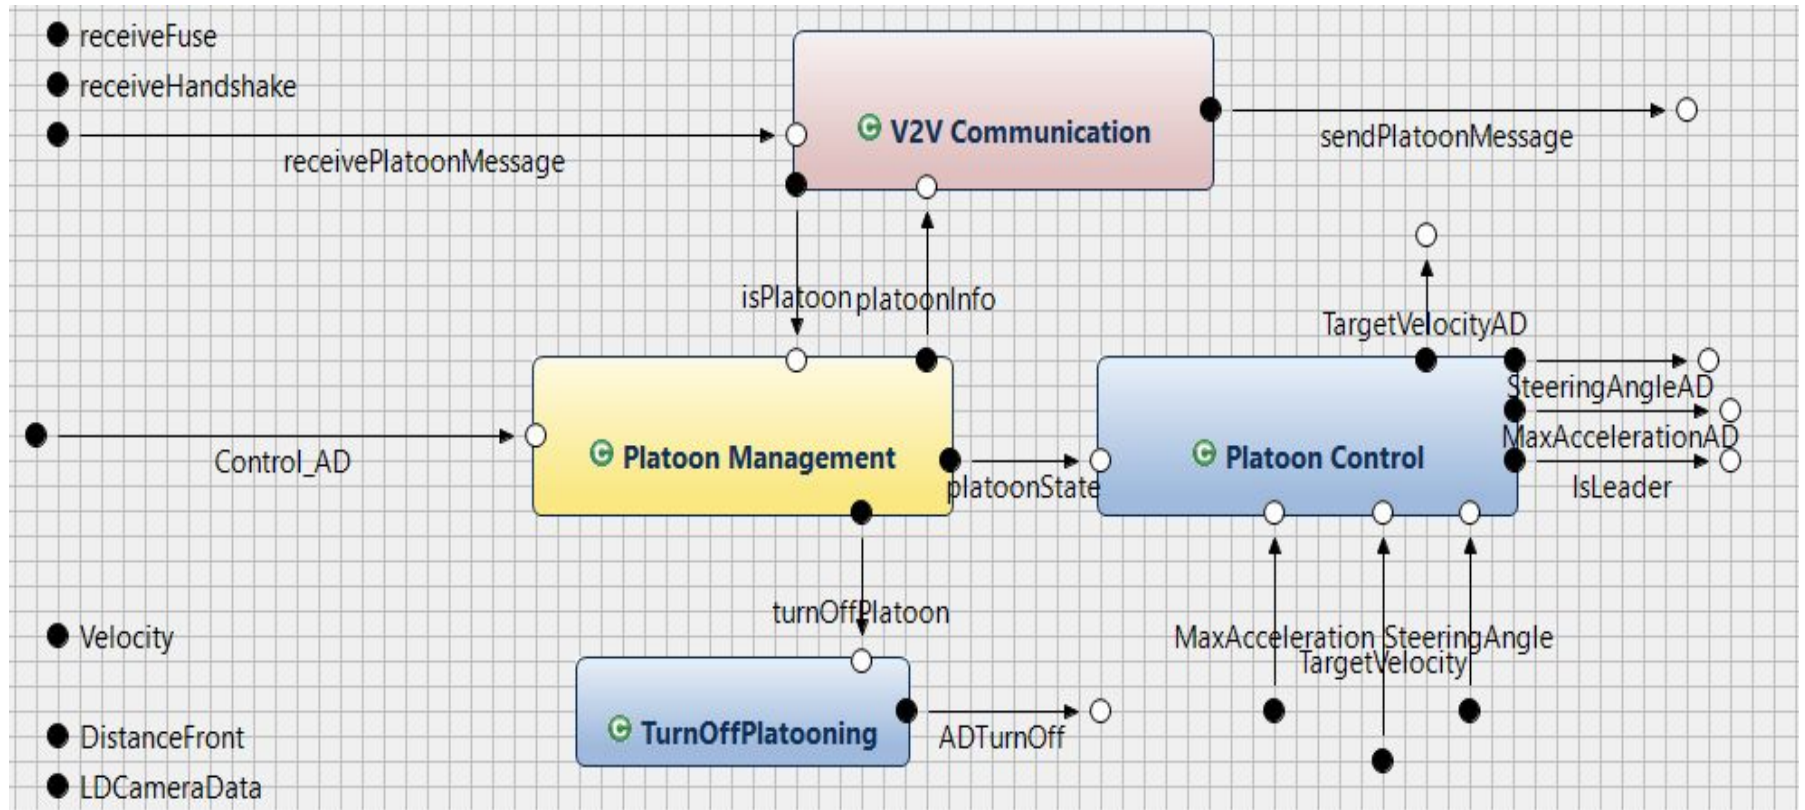 receiveFuse
receiveHandshake
receivePlatoonMessage
V2V Communication
sendPlatoonMessage
isPlatoon
platoonInfo
TargetVelocityAD
SteeringAngleAD
MaxAccelerationAD
IsLeader
Control_AD
Platoon Management
platoonState
Platoon Control
turnOffPlatoon
MaxAcceleration
SteeringAngle
TargetVelocity
Velocity
TurnOffPlatooning
ADTurnOff
DistanceFront
LDCameraData